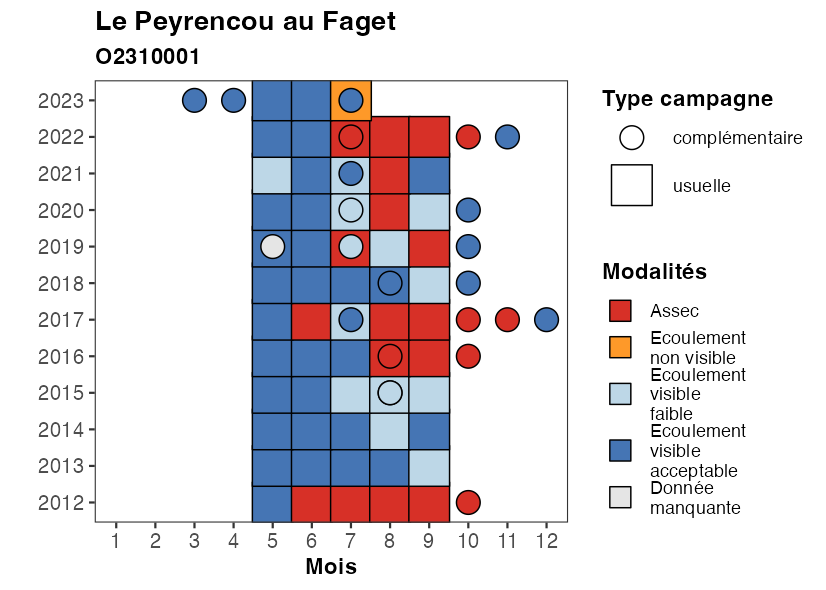 Le Peyrencou au Faget
O2310001
2023
2022
2021
2020
2019
2018
2017
2016
2015
2014
2013
2012
1 2 3 4 5 6 7 8 9 10 11 12
Mois
Type campagne
complémentaire
usuelle
Modalités
Assec
Ecoulement
non visible
Ecoulement
visible
faible
Ecoulement
visible
acceptable
Donnée
manquante